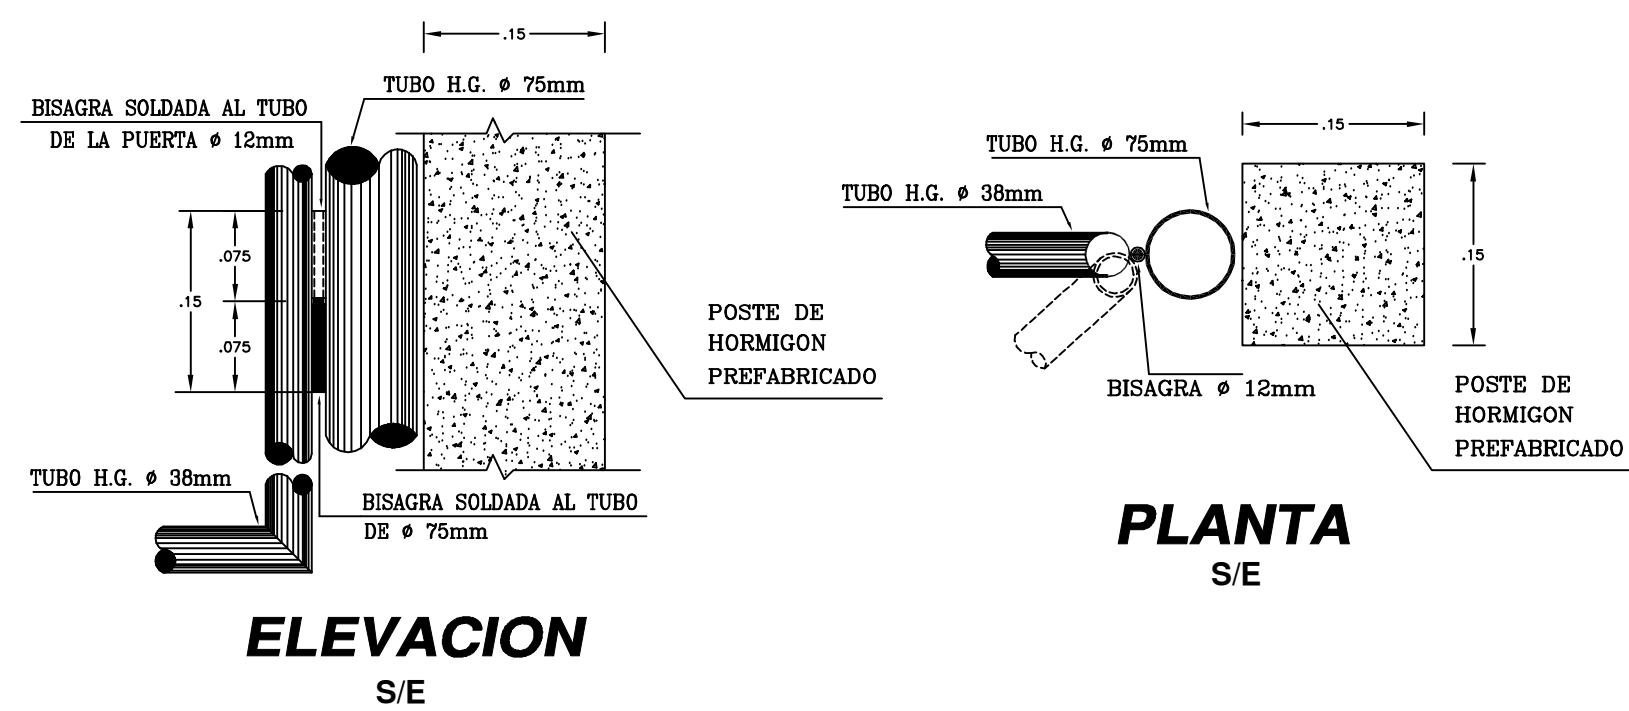 .15
TUBO H.G. ø 75mm
BISAGRA SOLDADA AL TUBO
DE LA PUERTA ø 12mm
.075
.15
.075
POSTE DE
HORMIGON
PREFABRICADO
TUBO H.G. ø 38mm
BISAGRA SOLDADA AL TUBO
DE ø 75mm
ELEVACION
S/E
.15
TUBO H.G. ø 75mm
TUBO H.G. ø 38mm
.15
BISAGRA ø 12mm
POSTE DE
HORMIGON
PREFABRICADO
PLANTA
S/E